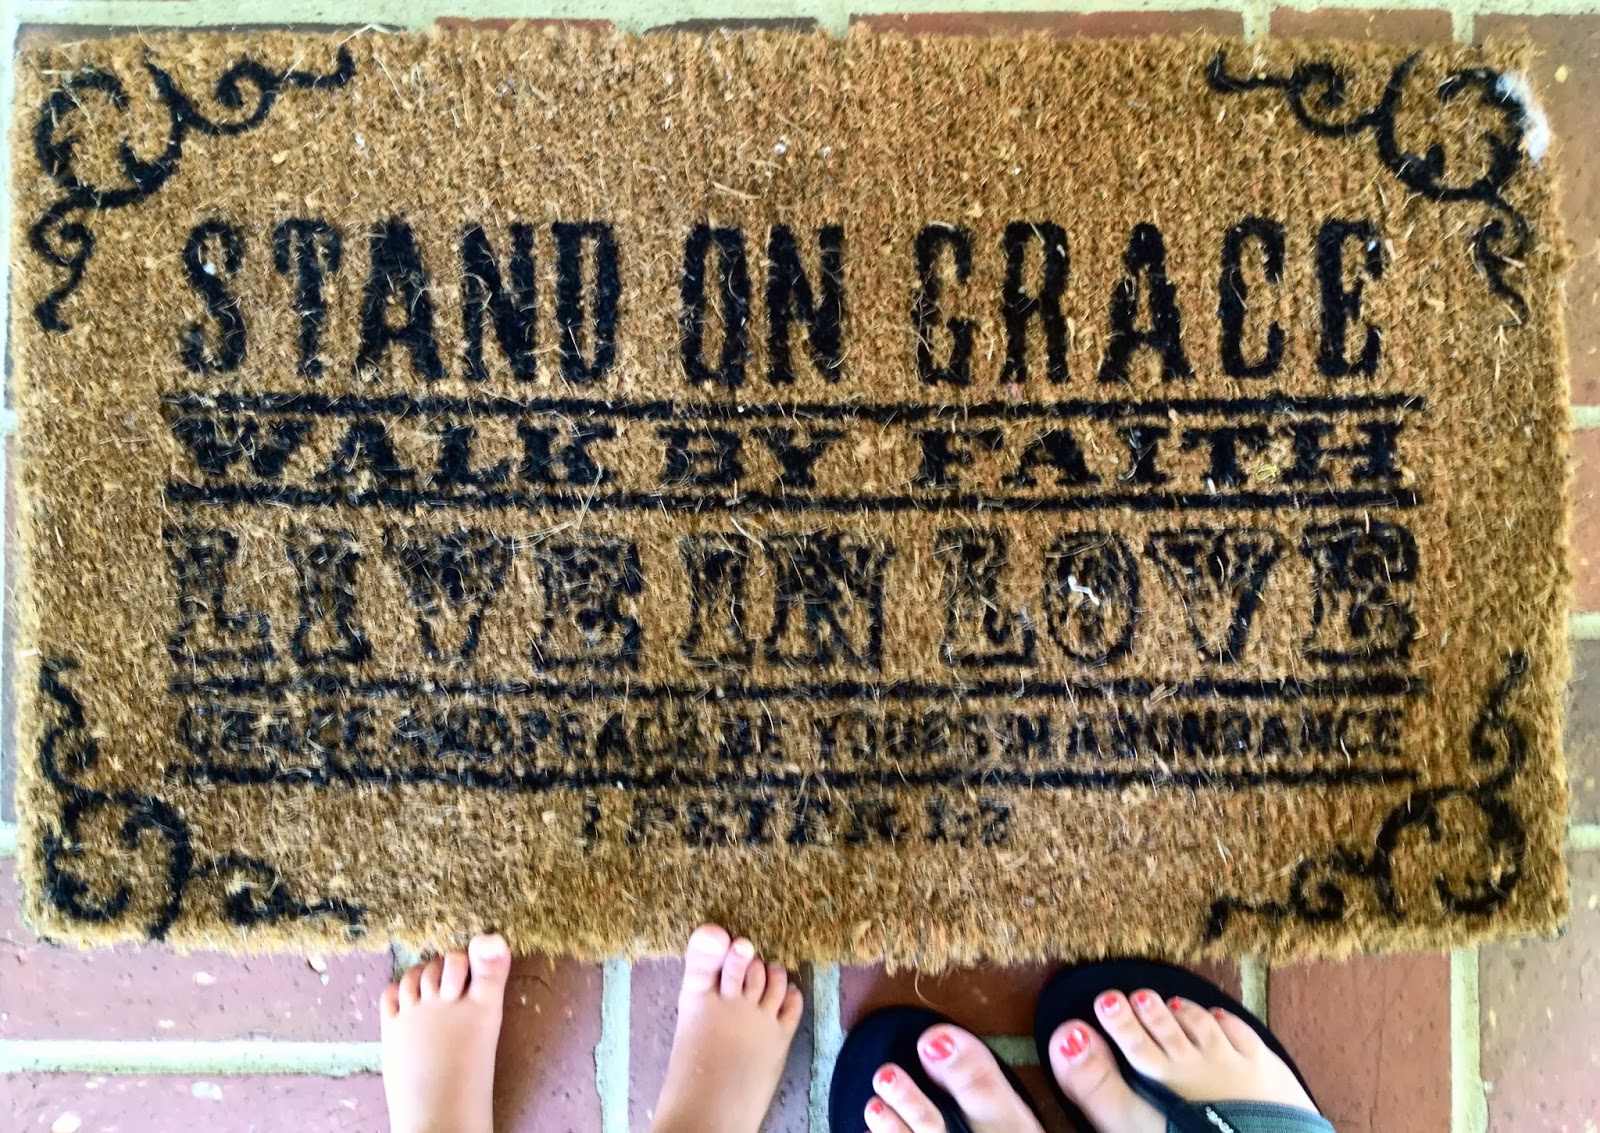 STAND ON GRACE
WALK BY FAITH
LIVE IN LOVE
GRACE AND PEACE BE YOURS IN ABUNDANCE
1 PETER 1:2